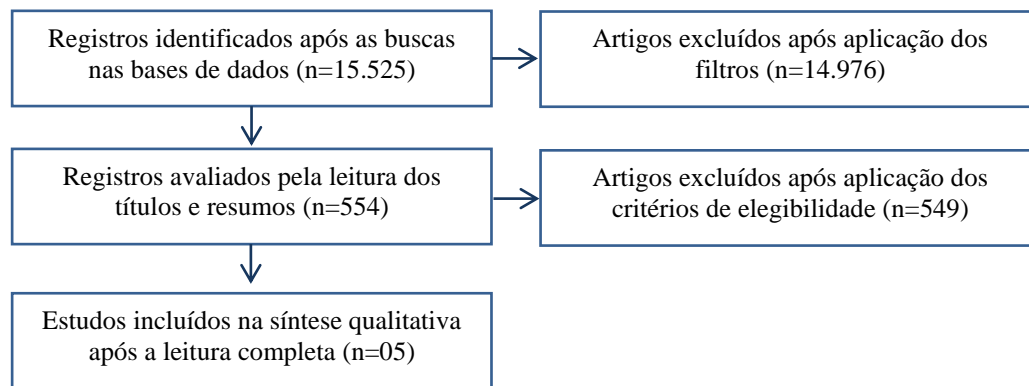 Registros identificados após as buscas
nas bases de dados (n=15.525)
Artigos excluídos após aplicação dos
filtros (n=14.976)
Registros avaliados pela leitura dos
títulos e resumos (n=554)
Artigos excluídos após aplicação dos
critérios de elegibilidade (n=549)
Estudos incluídos na síntese qualitativa
após a leitura completa (n=05)